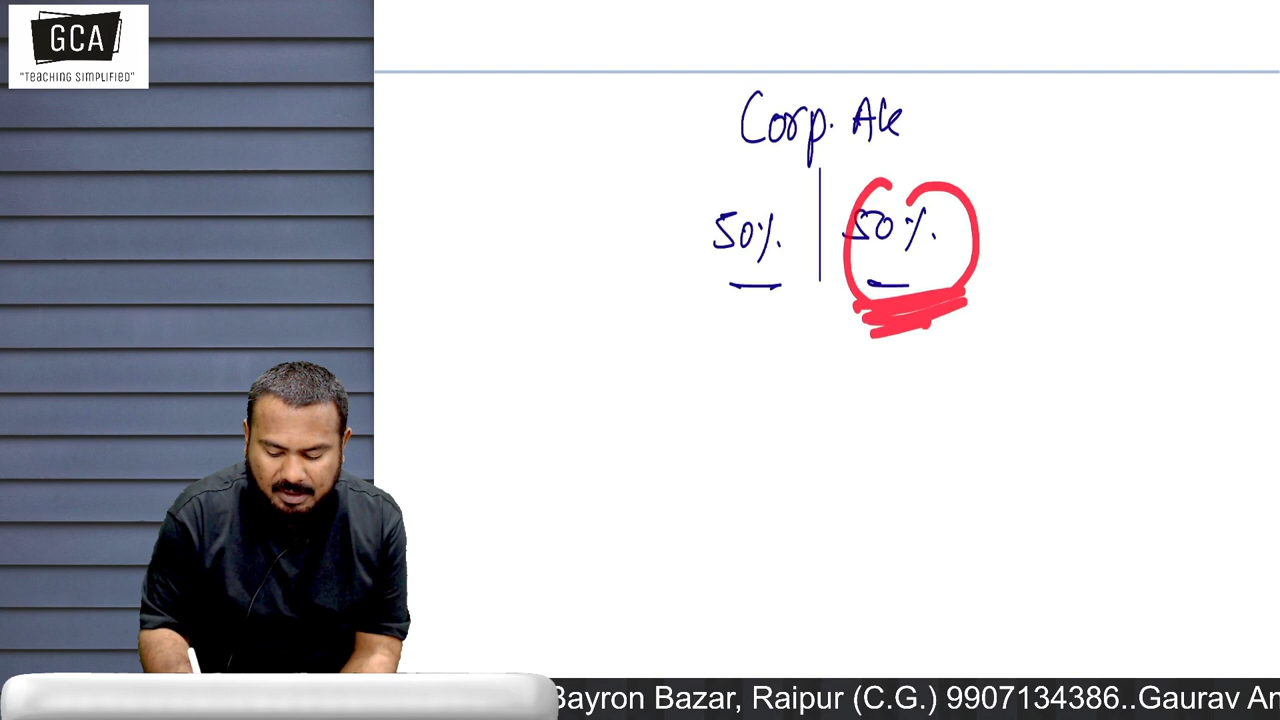 GCA
"TEACHING SIMPLIFIED"
Corp. A/c
50% 50%.
Bayron Bazar, Raipur (C.G.) 9907134386..Gaurav An